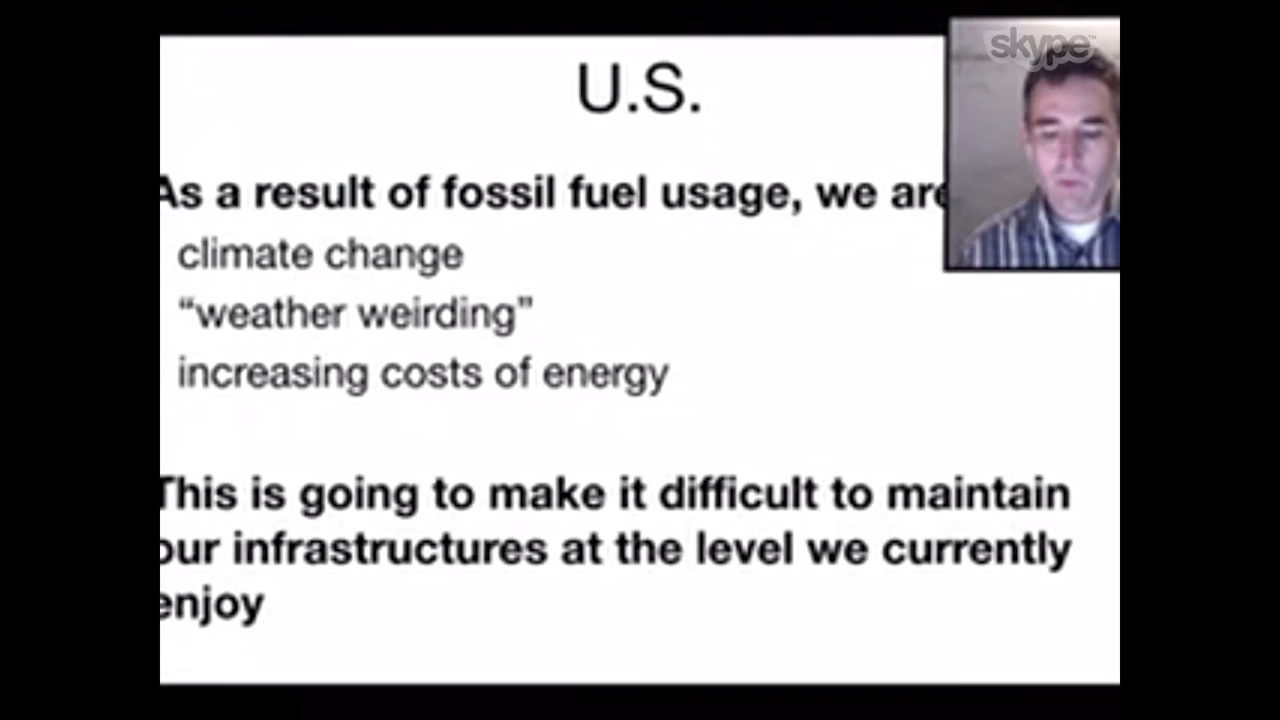 skype™
U.S.
As a result of fossil fuel usage, we are
climate change
“weather weirding”
increasing costs of energy
This is going to make it difficult to maintain
our infrastructures at the level we currently
enjoy